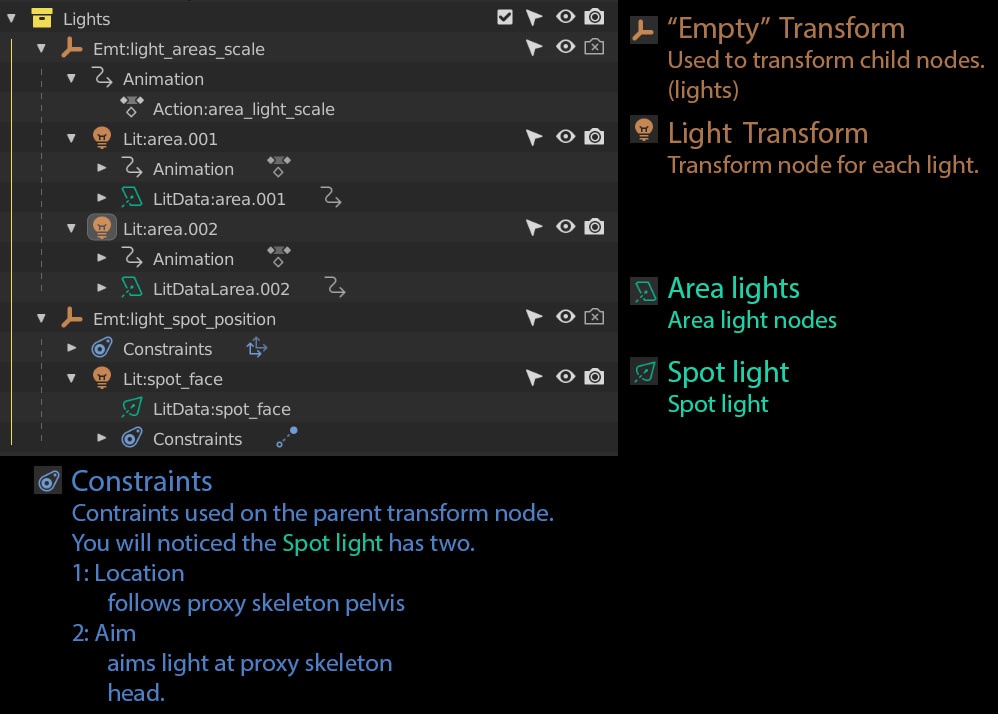 Lights
Emt:light_areas_scale
Animation
Action:area_light_scale
Lit:area.001
Animation
LitData:area.001
Lit:area.002
Animation
LitDataLarea.002
Emt:light_spot_position
Constraints
Lit:spot_face
LitData:spot_face
Constraints
“Empty” Transform
Used to transform child nodes.
(lights)
Light Transform
Transform node for each light.
Area lights
Area light nodes
Spot light
Spot light
Constraints
Contraints used on the parent transform node.
You will noticed the Spot light has two.
1: Location
follows proxy skeleton pelvis
2: Aim
aims light at proxy skeleton
head.